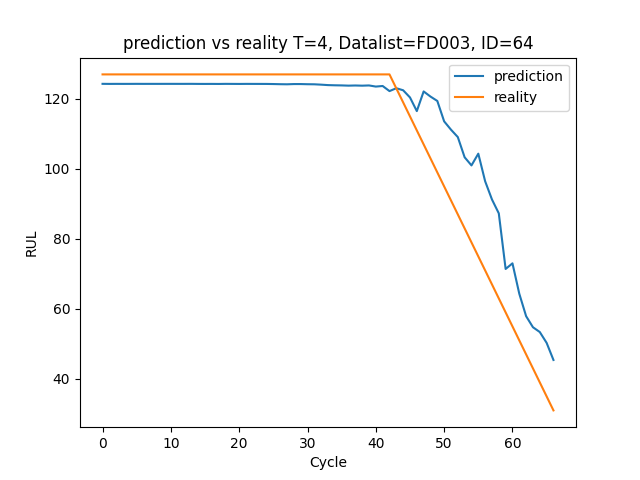 prediction vs reality T=4, Datalist=FD003, ID=64
prediction
reality
RUL
120
100
80
60
40
0 10 20 30 40 50 60
Cycle